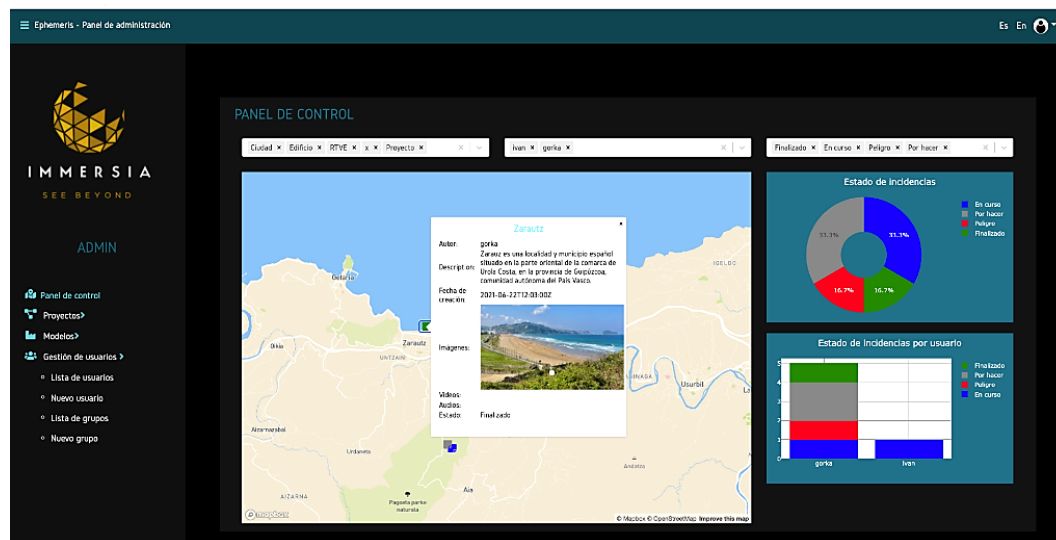 Ephemeris - Panel de administración
Es En
IMMERSIA
SEE BEYOND
ADMIN
Panel de control
Proyectos>
Modelos>
Gestión de usuarios >
Lista de usuarios
Nuevo usuario
Lista de grupos
Nuevo grupo
PANEL DE CONTROL
Ciudad × Edificio × RTVE × x × Proyecto × ×
ivan × gorka × ×
Finalizado × En curso × Peligro × Por hacer × ×
Getaria
Oikia
Zarautz
UNTZAIN
IGELDO
Usurbil
Aizarnazabal
Urdaneta
Andatza
AIZARNA
Aia
Pagoeta parke
naturala
mapbox
© Mapbox © OpenStreetMap Improve this map
Zarautz
Autor: gorka
Description: Zarauz es una localidad y municipio español
situado en la parte oriental de la comarca de
Urola Costa, en la provincia de Guipúzcoa,
comunidad autónoma del País Vasco.
Fecha de
creación: 2021-06-22T12:03:00Z
Imágenes:
Videos:
Audios:
Estado: Finalizado
Estado de incidencias
33.3%
33.3%
16.7%
16.7%
En curso
Por hacer
Peligro
Finalizado
Estado de Incidencias por usuario
5
4
3
2
1
0
gorka
ivan
Finalizado
Por hacer
Peligro
En curso